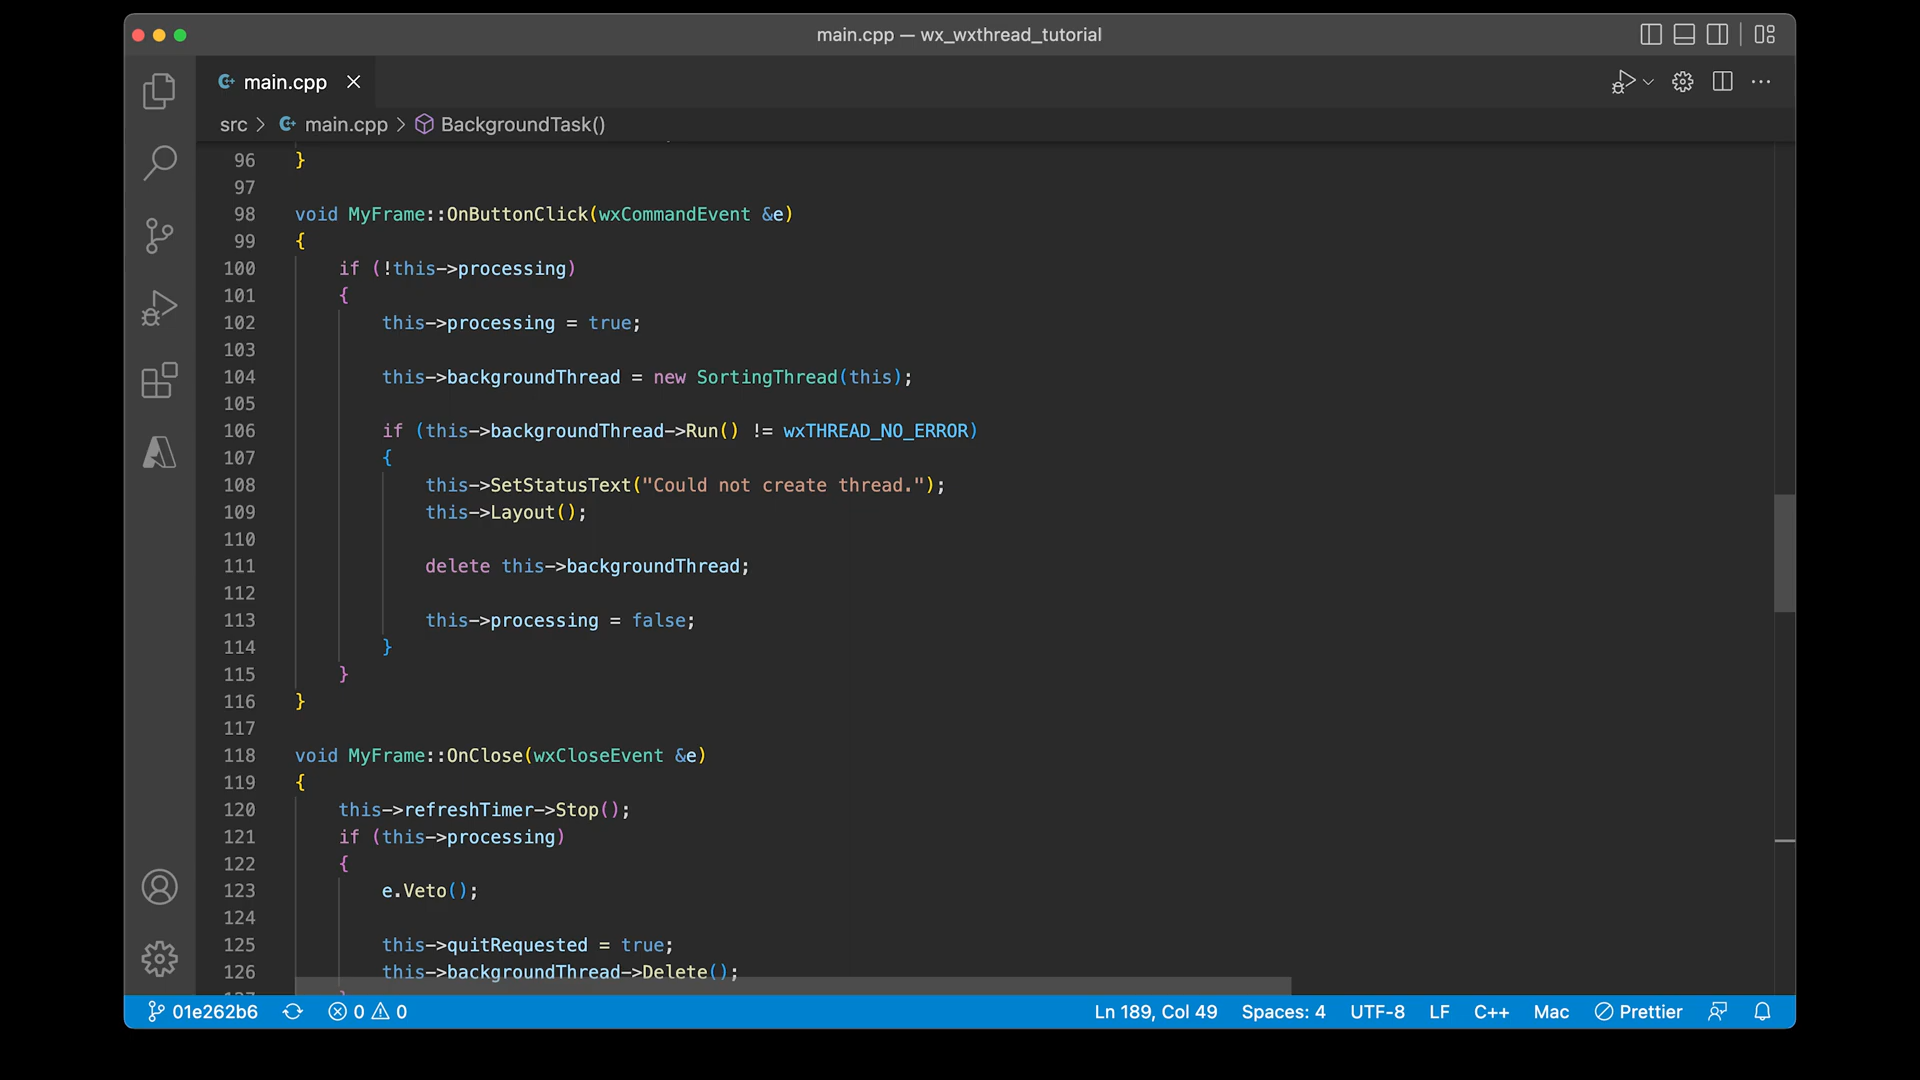 main.cpp — wx_wxthread_tutorial
main.cpp
src > main.cpp > BackgroundTask()
96 }
97
98 void MyFrame::OnButtonClick(wxCommandEvent &e)
99 {
100 if (!this->processing)
101 {
102 this->processing = true;
103
104 this->backgroundThread = new SortingThread(this);
105
106 if (this->backgroundThread->Run() != wxTHREAD_NO_ERROR)
107 {
108 this->SetStatusText("Could not create thread.");
109 this->Layout();
110
111 delete this->backgroundThread;
112
113 this->processing = false;
114 }
115 }
116 }
117
118 void MyFrame::OnClose(wxCloseEvent &e)
119 {
120 this->refreshTimer->Stop();
121 if (this->processing)
122 {
123 e.Veto();
124
125 this->quitRequested = true;
126 this->backgroundThread->Delete();
01e262b6 0 0 Ln 189, Col 49 Spaces: 4 UTF-8 LF C++ Mac Prettier